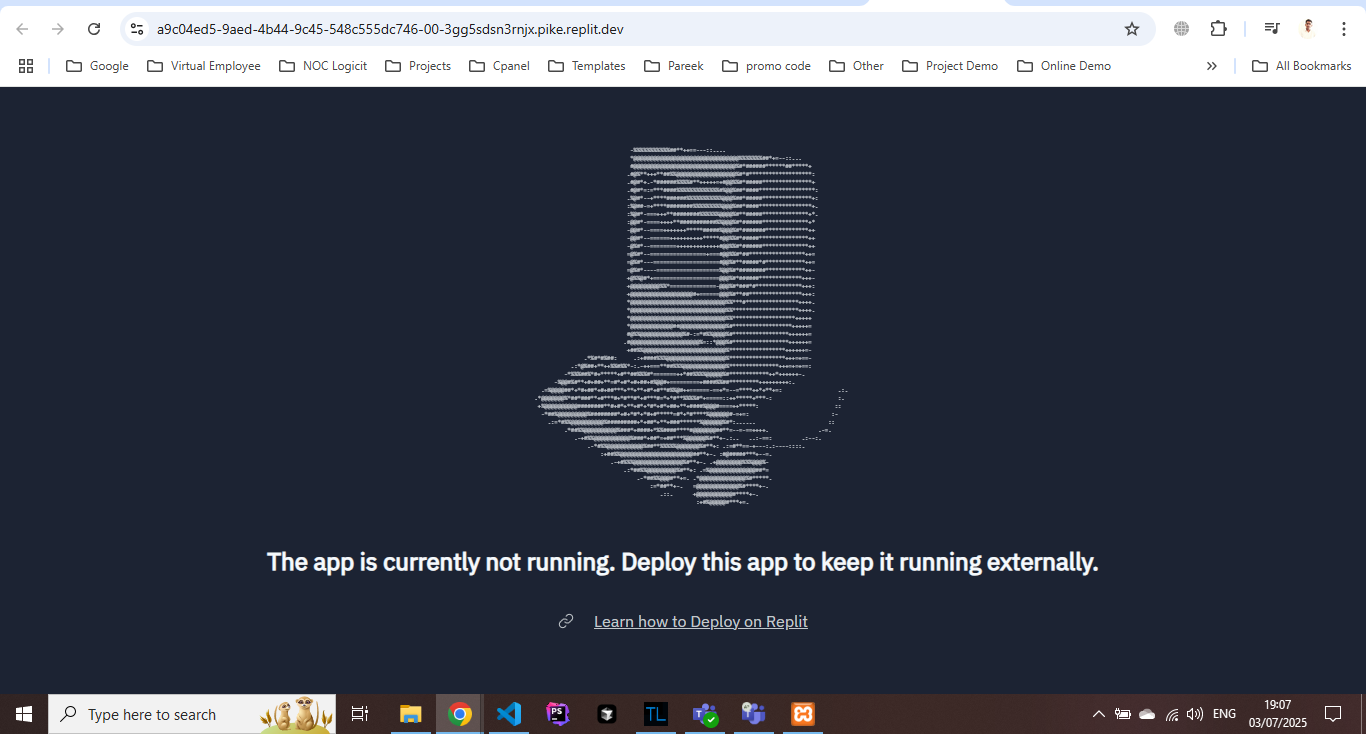 a9c04ed5-9aed-4b44-9c45-548c555dc746-00-3gg5sdsn3rnjx.pike.replit.dev
Google Virtual Employee NOC Logicit Projects Cpanel Templates Pareek promo code Other Project Demo Online Demo » All Bookmarks
The app is currently not running. Deploy this app to keep it running externally.
Learn how to Deploy on Replit
Type here to search
PS
TL
ENG
19:07
03/07/2025